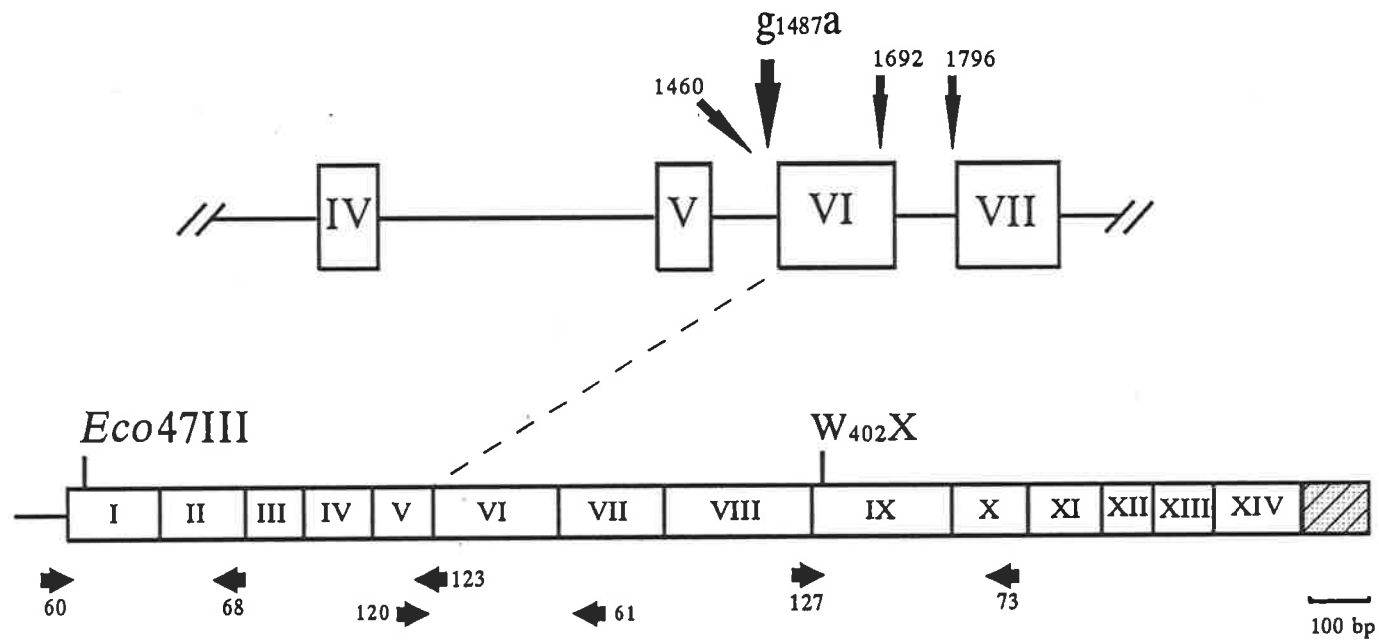 g1487a
1460
1692 1796
IV V VI VII
Eco47III W402X
I II III IV V VI VII VIII IX X XI XII XIII XIV
60 68 123 127 73
120 61
100 bp